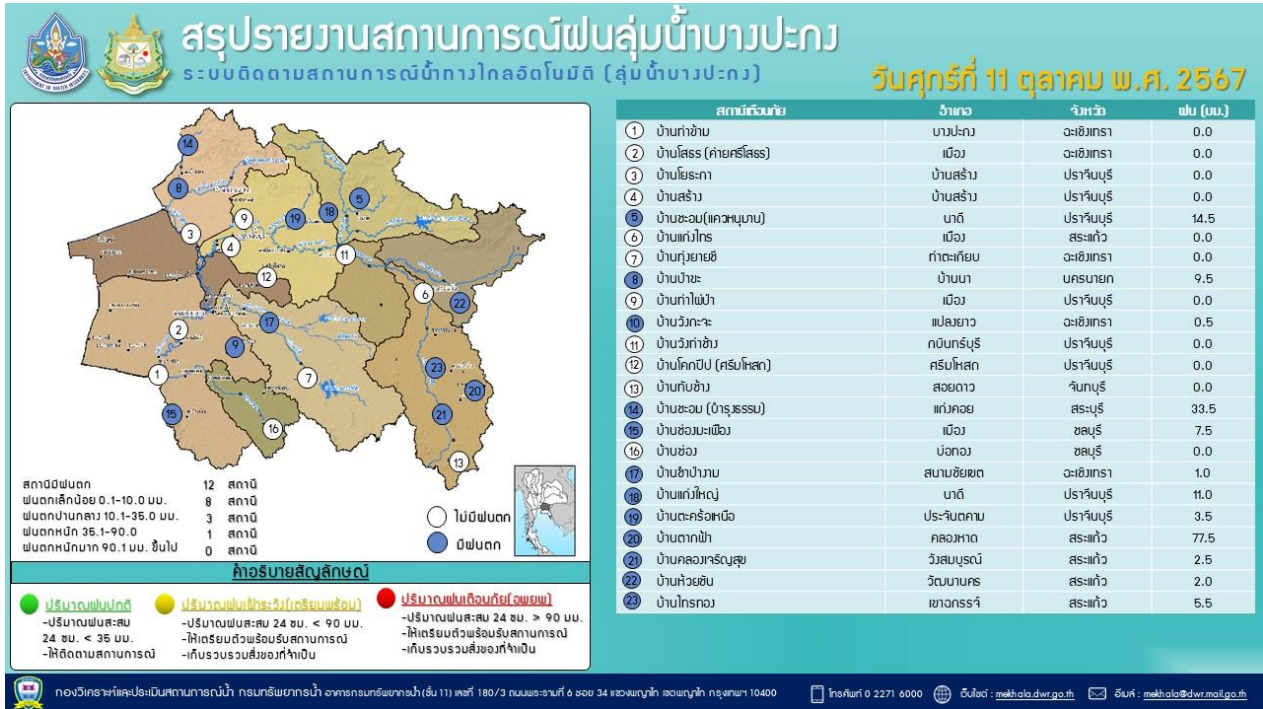 สรุปรายงานสถานการณ์ฝนลุ่มน้ำบางปะกง
ระบบติดตามสถานการณ์น้ำทางไกลอัตโนมัติ (ลุ่มน้ำบางปะกง)
วันศุกร์ที่ 11 ตุลาคม พ.ศ. 2567
สถานีเตือนภัย อำเภอ จังหวัด ฝน (มม.)
1 บ้านท่าข้าม บางปะกง ฉะเชิงเทรา 0.0
2 บ้านโสธร (ค่ายศรีโสธร) เมือง ฉะเชิงเทรา 0.0
3 บ้านโยธะกา บ้านสร้าง ปราจีนบุรี 0.0
4 บ้านสร้าง บ้านสร้าง ปราจีนบุรี 0.0
5 บ้านชะอม(แควหนุมาน) นาดี ปราจีนบุรี 14.5
6 บ้านแก่งไทร เมือง สระแก้ว 0.0
7 บ้านทุ่งยายชี ท่าตะเกียบ ฉะเชิงเทรา 0.0
8 บ้านป่าขะ บ้านนา นครนายก 9.5
9 บ้านท่าไผ่ป่า เมือง ปราจีนบุรี 0.0
10 บ้านวังกะจะ แปลงยาว ฉะเชิงเทรา 0.5
11 บ้านวังท่าช้าง กบินทร์บุรี ปราจีนบุรี 0.0
12 บ้านโคกปีป (ศรีมโหสถ) ศรีมโหสถ ปราจีนบุรี 0.0
13 บ้านทับช้าง สอยดาว จันทบุรี 0.0
14 บ้านชะอม (บำรุงธรรม) แก่งคอย สระบุรี 33.5
15 บ้านช่องมะเฟือง เมือง ชลบุรี 7.5
16 บ้านช่อง บ่อทอง ชลบุรี 0.0
17 บ้านชำป่างาม สนามชัยเขต ฉะเชิงเทรา 1.0
18 บ้านแก่งใหญ่ นาดี ปราจีนบุรี 11.0
19 บ้านตะคร้อเหนือ ประจันตคาม ปราจีนบุรี 3.5
20 บ้านตากฟ้า คลองหาด สระแก้ว 77.5
21 บ้านคลองเจริญสุข วังสมบูรณ์ สระแก้ว 2.5
22 บ้านห้วยชัน วัฒนานคร สระแก้ว 2.0
23 บ้านไทรทอง เขาฉกรรจ์ สระแก้ว 5.5
14
8
5
19
18
9
3
4
11
12
6
22
17
2
9
1
7
23
20
15
21
16
13
สถานีมีฝนตก 12 สถานี
ฝนตกเล็กน้อย 0.1-10.0 มม. 8 สถานี
ฝนตกปานกลาง 10.1-35.0 มม. 3 สถานี
ฝนตกหนัก 35.1-90.0 1 สถานี
ฝนตกหนักมาก 90.1 มม. ขึ้นไป 0 สถานี
ไม่มีฝนตก
มีฝนตก
คำอธิบายสัญลักษณ์
ปริมาณฝนปกติ
-ปริมาณฝนสะสม
24 ชม. < 35 มม.
-ให้ติดตามสถานการณ์
ปริมาณฝนเฝ้าระวัง(เตรียมพร้อม)
-ปริมาณฝนสะสม 24 ชม. < 90 มม.
-ให้เตรียมตัวพร้อมรับสถานการณ์
-เก็บรวบรวมสิ่งของที่จำเป็น
ปริมาณฝนเตือนภัย(อพยพ)
-ปริมาณฝนสะสม 24 ชม. > 90 มม.
-ให้เตรียมตัวพร้อมรับสถานการณ์
-เก็บรวบรวมสิ่งของที่จำเป็น
กองวิเคราะห์และประเมินสถานการณ์น้ำ กรมทรัพยากรน้ำ อาคารกรมทรัพยากรน้ำ (ชั้น 11) เลขที่ 180/3 ถนนพระรามที่ 6 ซอย 34 แขวงพญาไท เขตพญาไท กรุงเทพฯ 10400 โทรศัพท์ 0 2271 6000 เว็บไซต์ : mekhala.dwr.go.th อีเมล์ : mekhala@dwr.mail.go.th